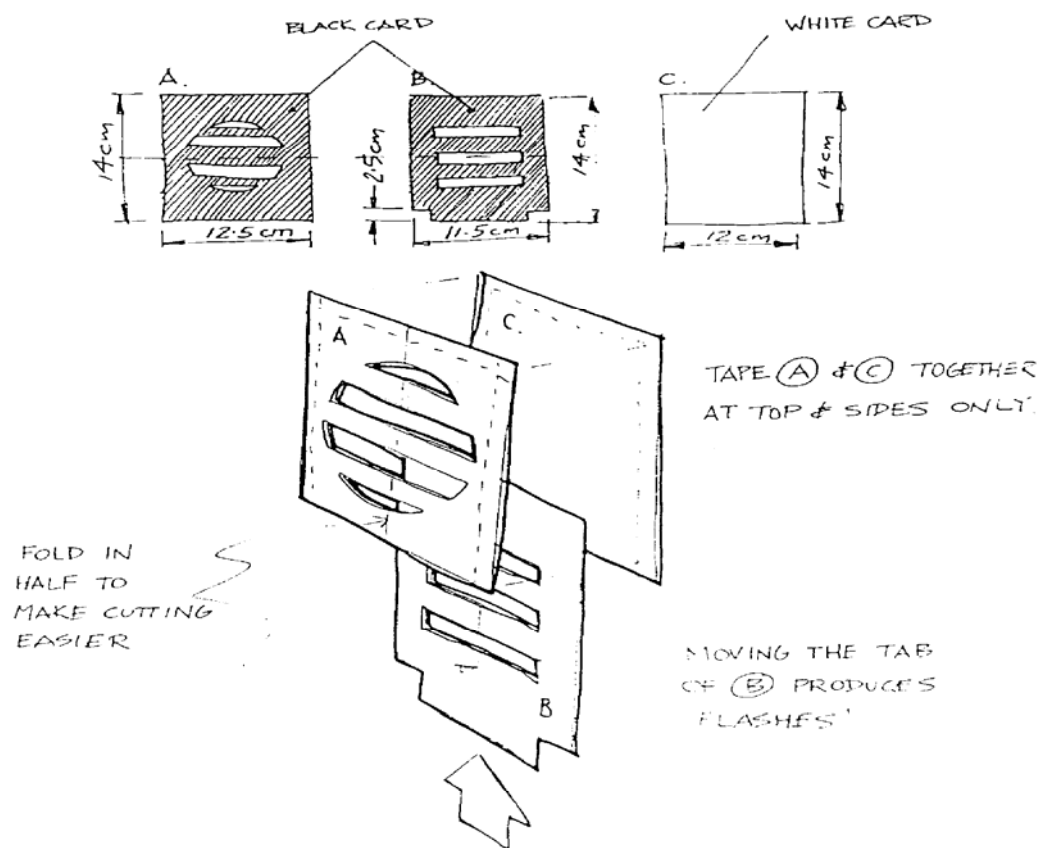 BLACK CARD
WHITE CARD
A.
B.
C.
14cm
2.5cm
14cm
14cm
12.5cm
11.5cm
12cm
A
C.
TAPE A & C TOGETHER
AT TOP & SIDES ONLY.
FOLD IN
HALF TO
MAKE CUTTING
EASIER
B
MOVING THE TAB
OF B PRODUCES
FLASHES'